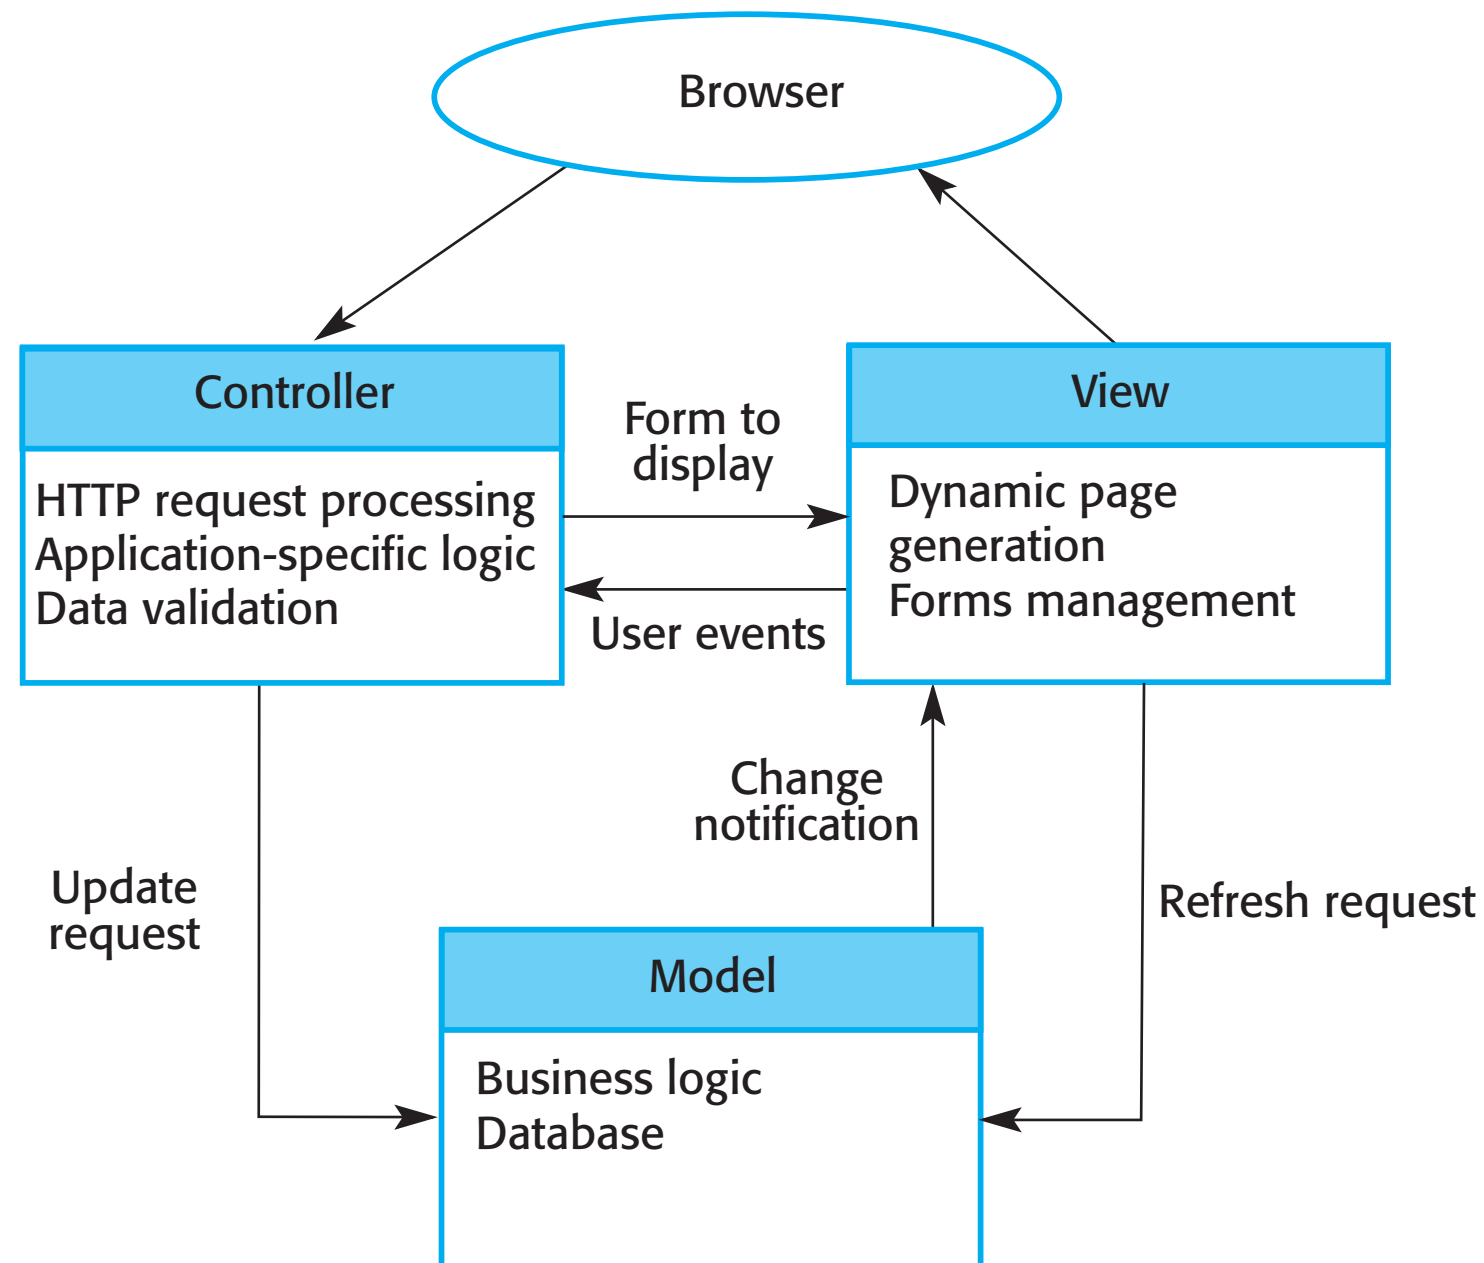 Browser
Controller
HTTP request processing
Application-specific logic
Data validation
Form to
display
User events
View
Dynamic page
generation
Forms management
Update
request
Change
notification
Refresh request
Model
Business logic
Database